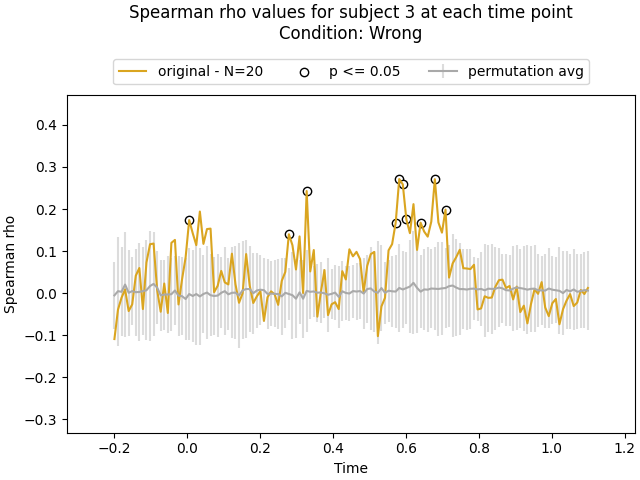 Spearman rho values for subject 3 at each time point
Condition: Wrong
original - N=20
p <= 0.05
permutation avg
Spearman rho
0.4
0.3
0.2
0.1
0.0
−0.1
−0.2
−0.3
−0.2
0.0
0.2
0.4
0.6
0.8
1.0
1.2
Time